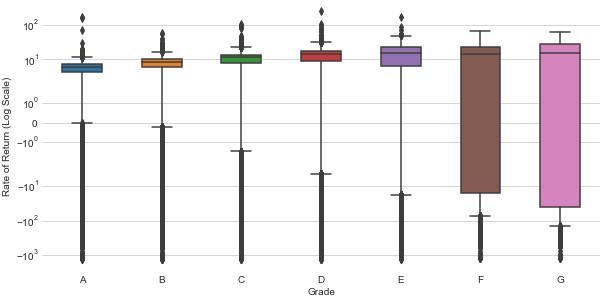 Rate of Return (Log Scale)
10²
10¹
10⁰
0
−10⁰
−10¹
−10²
−10³
A B C D E F G
Grade